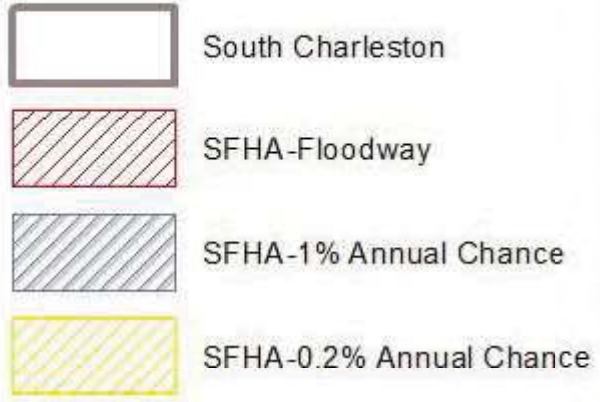 South Charleston
SFHA-Floodway
SFHA-1% Annual Chance
SFHA-0.2% Annual Chance